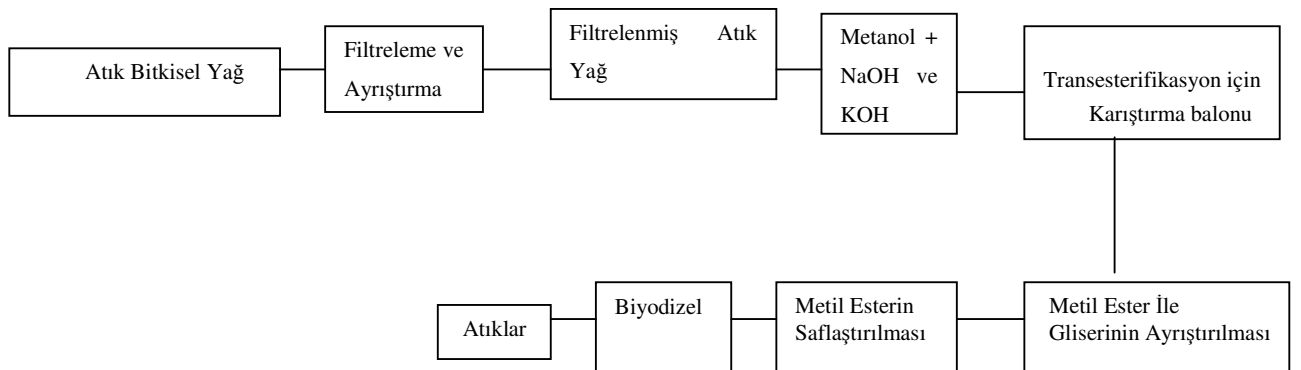 Atık Bitkisel Yağ
Filtreleme ve
Ayrıştırma
Filtrelenmiş Atık
Yağ
Metanol +
NaOH ve
KOH
Transesterifikasyon için
Karıştırma balonu
Atıklar
Biyodizel
Metil Esterin
Saflaştırılması
Metil Ester İle
Gliserinin Ayrıştırılması